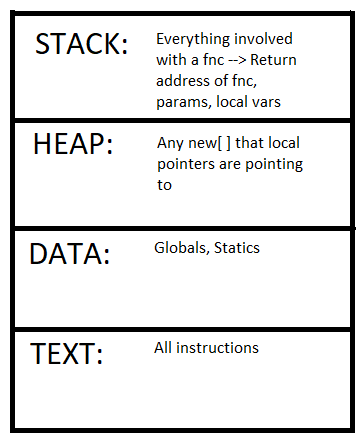 STACK:
Everything involved
with a fnc --> Return
address of fnc,
params, local vars
HEAP:
Any new[ ] that local
pointers are pointing
to
DATA:
Globals, Statics
TEXT:
All instructions